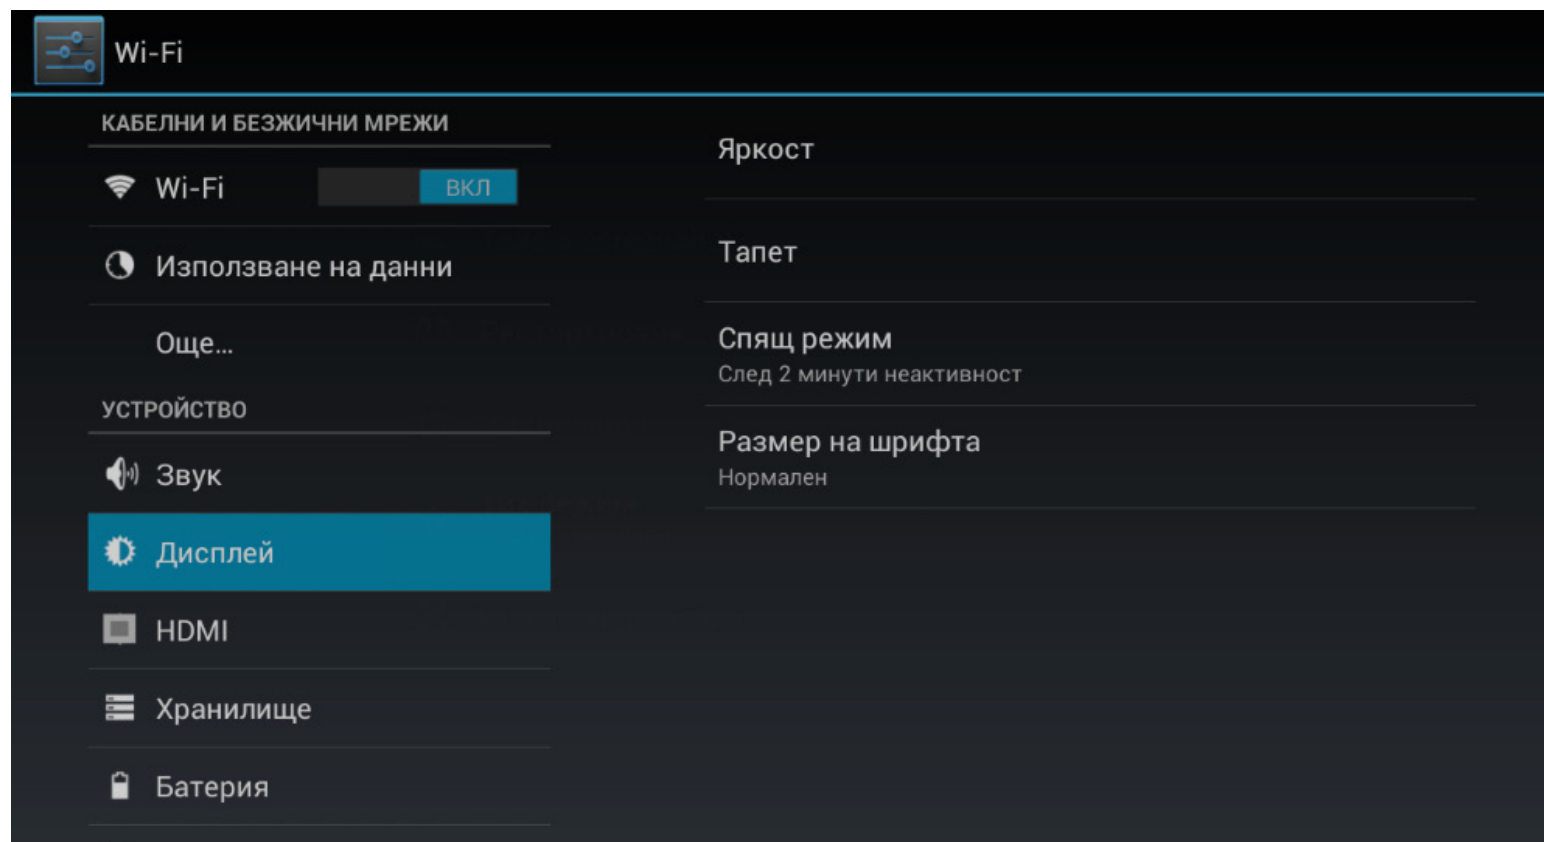 Wi-Fi
КАБЕЛНИ И БЕЗЖИЧНИ МРЕЖИ
Wi-Fi ВКЛ
Използване на данни
Още...
УСТРОЙСТВО
Звук
Дисплей
HDMI
Хранилище
Батерия
Яркост
Тапет
Спящ режим
След 2 минути неактивност
Размер на шрифта
Нормален